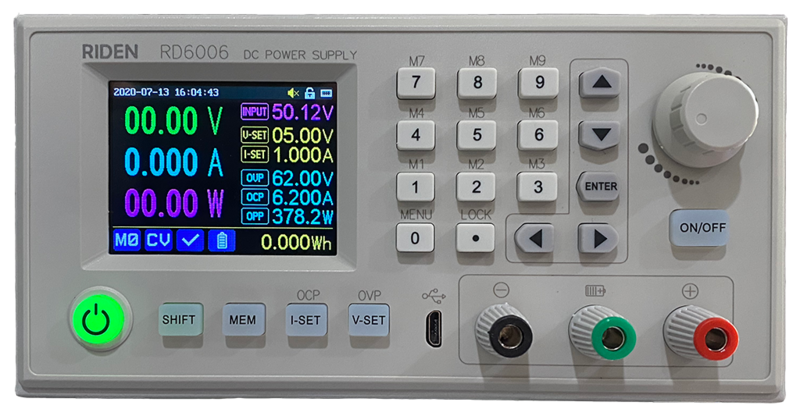 RIDEN RD6006 DC POWER SUPPLY
2020-07-13 16:04:43
00.00 V
0.000 A
00.00 W
INPUT 50.12V
V-SET 05.00V
I-SET 1.000A
OVP 62.00V
OCP 6.200A
OPP 378.2W
M0 CV 0.000Wh
M7 M8 M9
7 8 9
M4 M5 M6
4 5 6
M1 M2 M3
1 2 3
ENTER
MENU LOCK
0 •
ON/OFF
OCP OVP
SHIFT MEM I-SET V-SET
− +